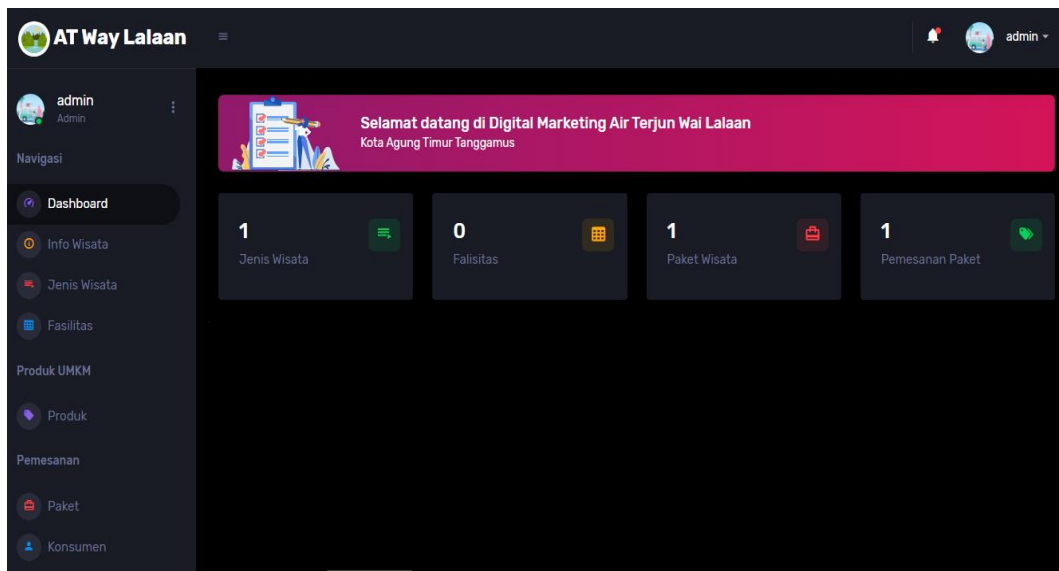 AT Way Lalaan
admin
admin
Admin
Navigasi
Dashboard
Info Wisata
Jenis Wisata
Fasilitas
Produk UMKM
Produk
Pemesanan
Paket
Konsumen
Selamat datang di Digital Marketing Air Terjun Wai Lalaan
Kota Agung Timur Tanggamus
1
Jenis Wisata
0
Falisitas
1
Paket Wisata
1
Pemesanan Paket